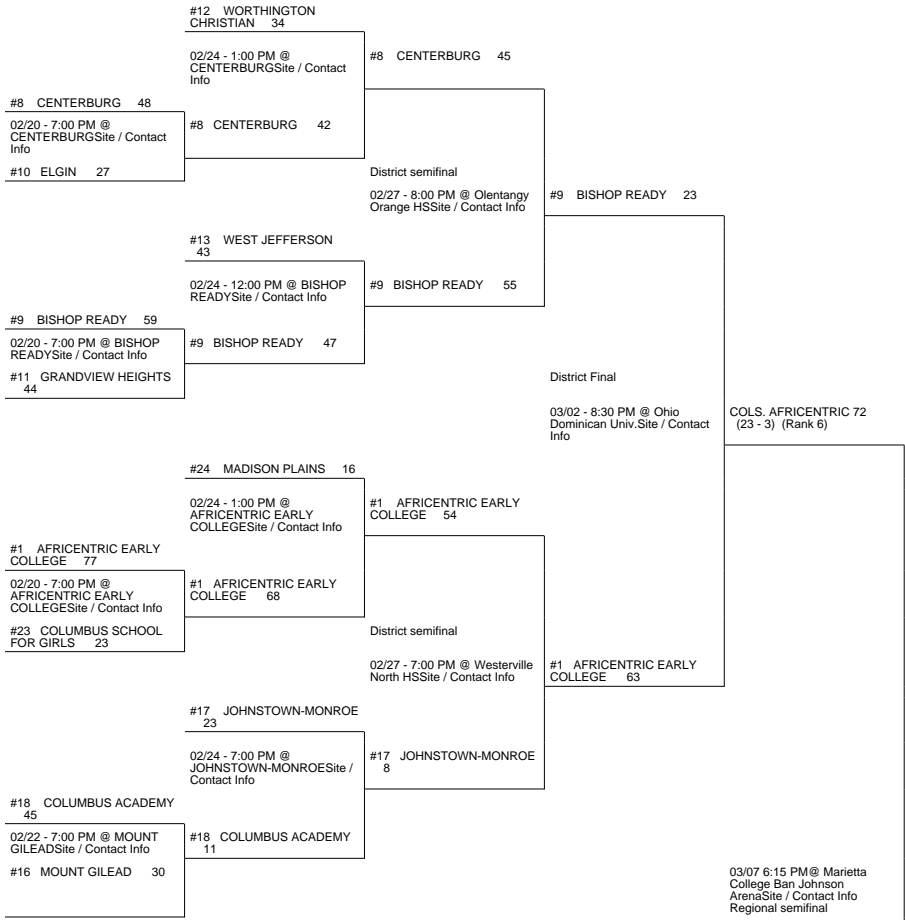 #12 WORTHINGTON
CHRISTIAN 34
02/24 - 1:00 PM @
CENTERBURGSite / Contact
Info
#8 CENTERBURG 45
#8 CENTERBURG 48
02/20 - 7:00 PM @
CENTERBURGSite / Contact
Info
#8 CENTERBURG 42
#10 ELGIN 27
District semifinal
02/27 - 8:00 PM @ Olentangy
Orange HSSite / Contact Info
#9 BISHOP READY 23
#13 WEST JEFFERSON
43
02/24 - 12:00 PM @ BISHOP
READYSite / Contact Info
#9 BISHOP READY 55
#9 BISHOP READY 59
02/20 - 7:00 PM @ BISHOP
READYSite / Contact Info
#9 BISHOP READY 47
#11 GRANDVIEW HEIGHTS
44
District Final
03/02 - 8:30 PM @ Ohio
Dominican Univ.Site / Contact
Info
COLS. AFRICENTRIC 72
(23 - 3) (Rank 6)
#24 MADISON PLAINS 16
02/24 - 1:00 PM @
AFRICENTRIC EARLY
COLLEGESite / Contact Info
#1 AFRICENTRIC EARLY
COLLEGE 54
#1 AFRICENTRIC EARLY
COLLEGE 77
02/20 - 7:00 PM @
AFRICENTRIC EARLY
COLLEGESite / Contact Info
#1 AFRICENTRIC EARLY
COLLEGE 68
#23 COLUMBUS SCHOOL
FOR GIRLS 23
District semifinal
02/27 - 7:00 PM @ Westerville
North HSSite / Contact Info
#1 AFRICENTRIC EARLY
COLLEGE 63
#17 JOHNSTOWN-MONROE
23
02/24 - 7:00 PM @
JOHNSTOWN-MONROESite /
Contact Info
#17 JOHNSTOWN-MONROE
8
#18 COLUMBUS ACADEMY
45
02/22 - 7:00 PM @ MOUNT
GILEADSite / Contact Info
#18 COLUMBUS ACADEMY
11
#16 MOUNT GILEAD 30
03/07 6:15 PM@ Marietta
College Ban Johnson
ArenaSite / Contact Info
Regional semifinal